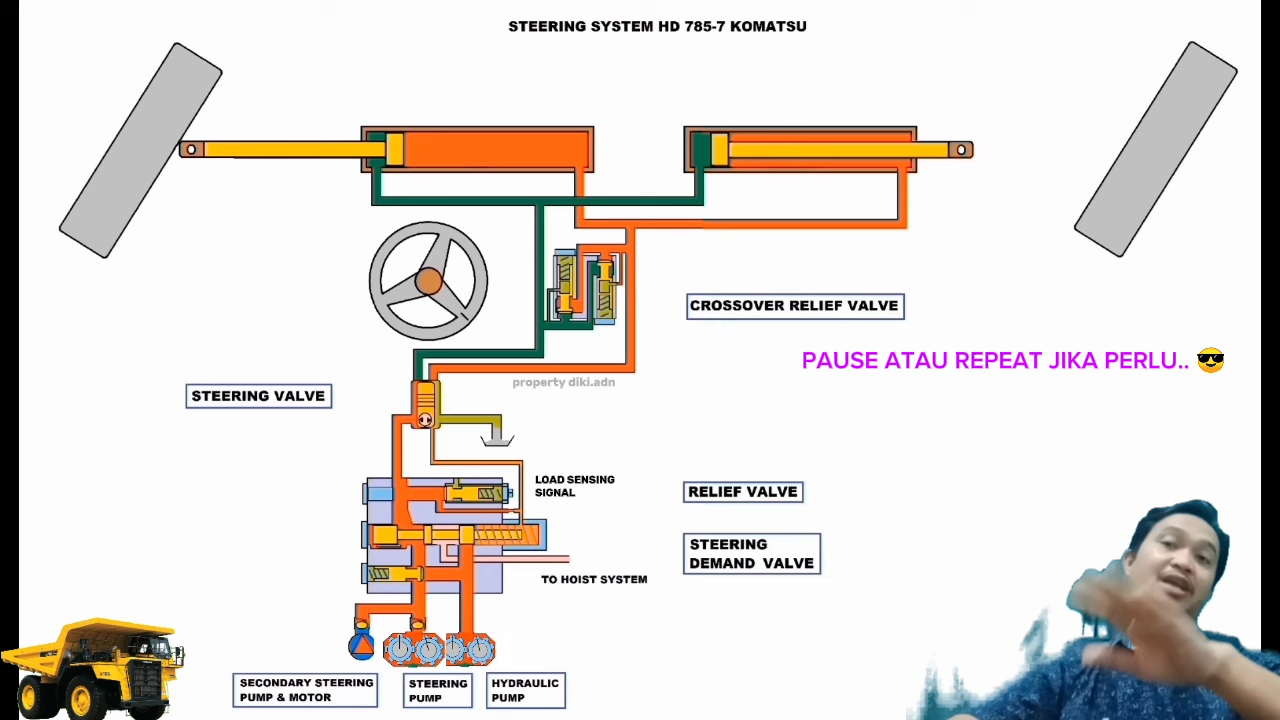 STEERING SYSTEM HD 785-7 KOMATSU
CROSSOVER RELIEF VALVE
PAUSE ATAU REPEAT JIKA PERLU.. 😎
property diki.adn
STEERING VALVE
LOAD SENSING
SIGNAL
RELIEF VALVE
STEERING
DEMAND VALVE
TO HOIST SYSTEM
SECONDARY STEERING
PUMP & MOTOR
STEERING
PUMP
HYDRAULIC
PUMP